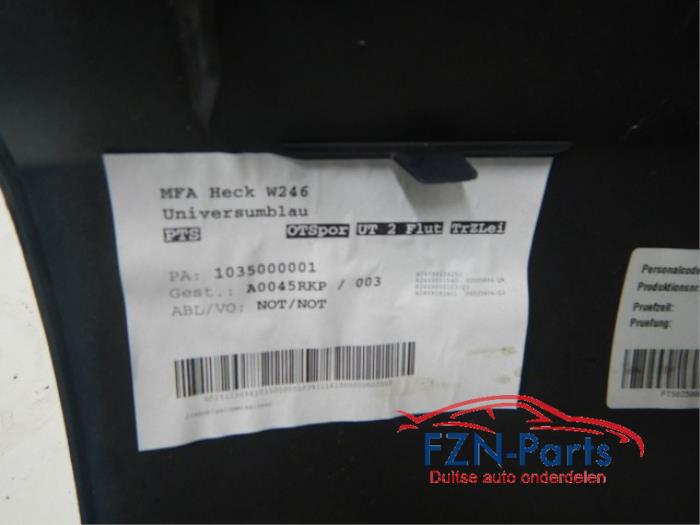 MFA Heck W246
Universumblau
PTS OTSpor UT 2 Flut TrZLei
PA: 1035000001
Gest.: A0045RKP / 003
ABL/VO: NOT/NOT
Personalcode
Produktionsnr
Pruefzeit:
Pruefung:
FZN-Parts
Duitse auto onderdelen